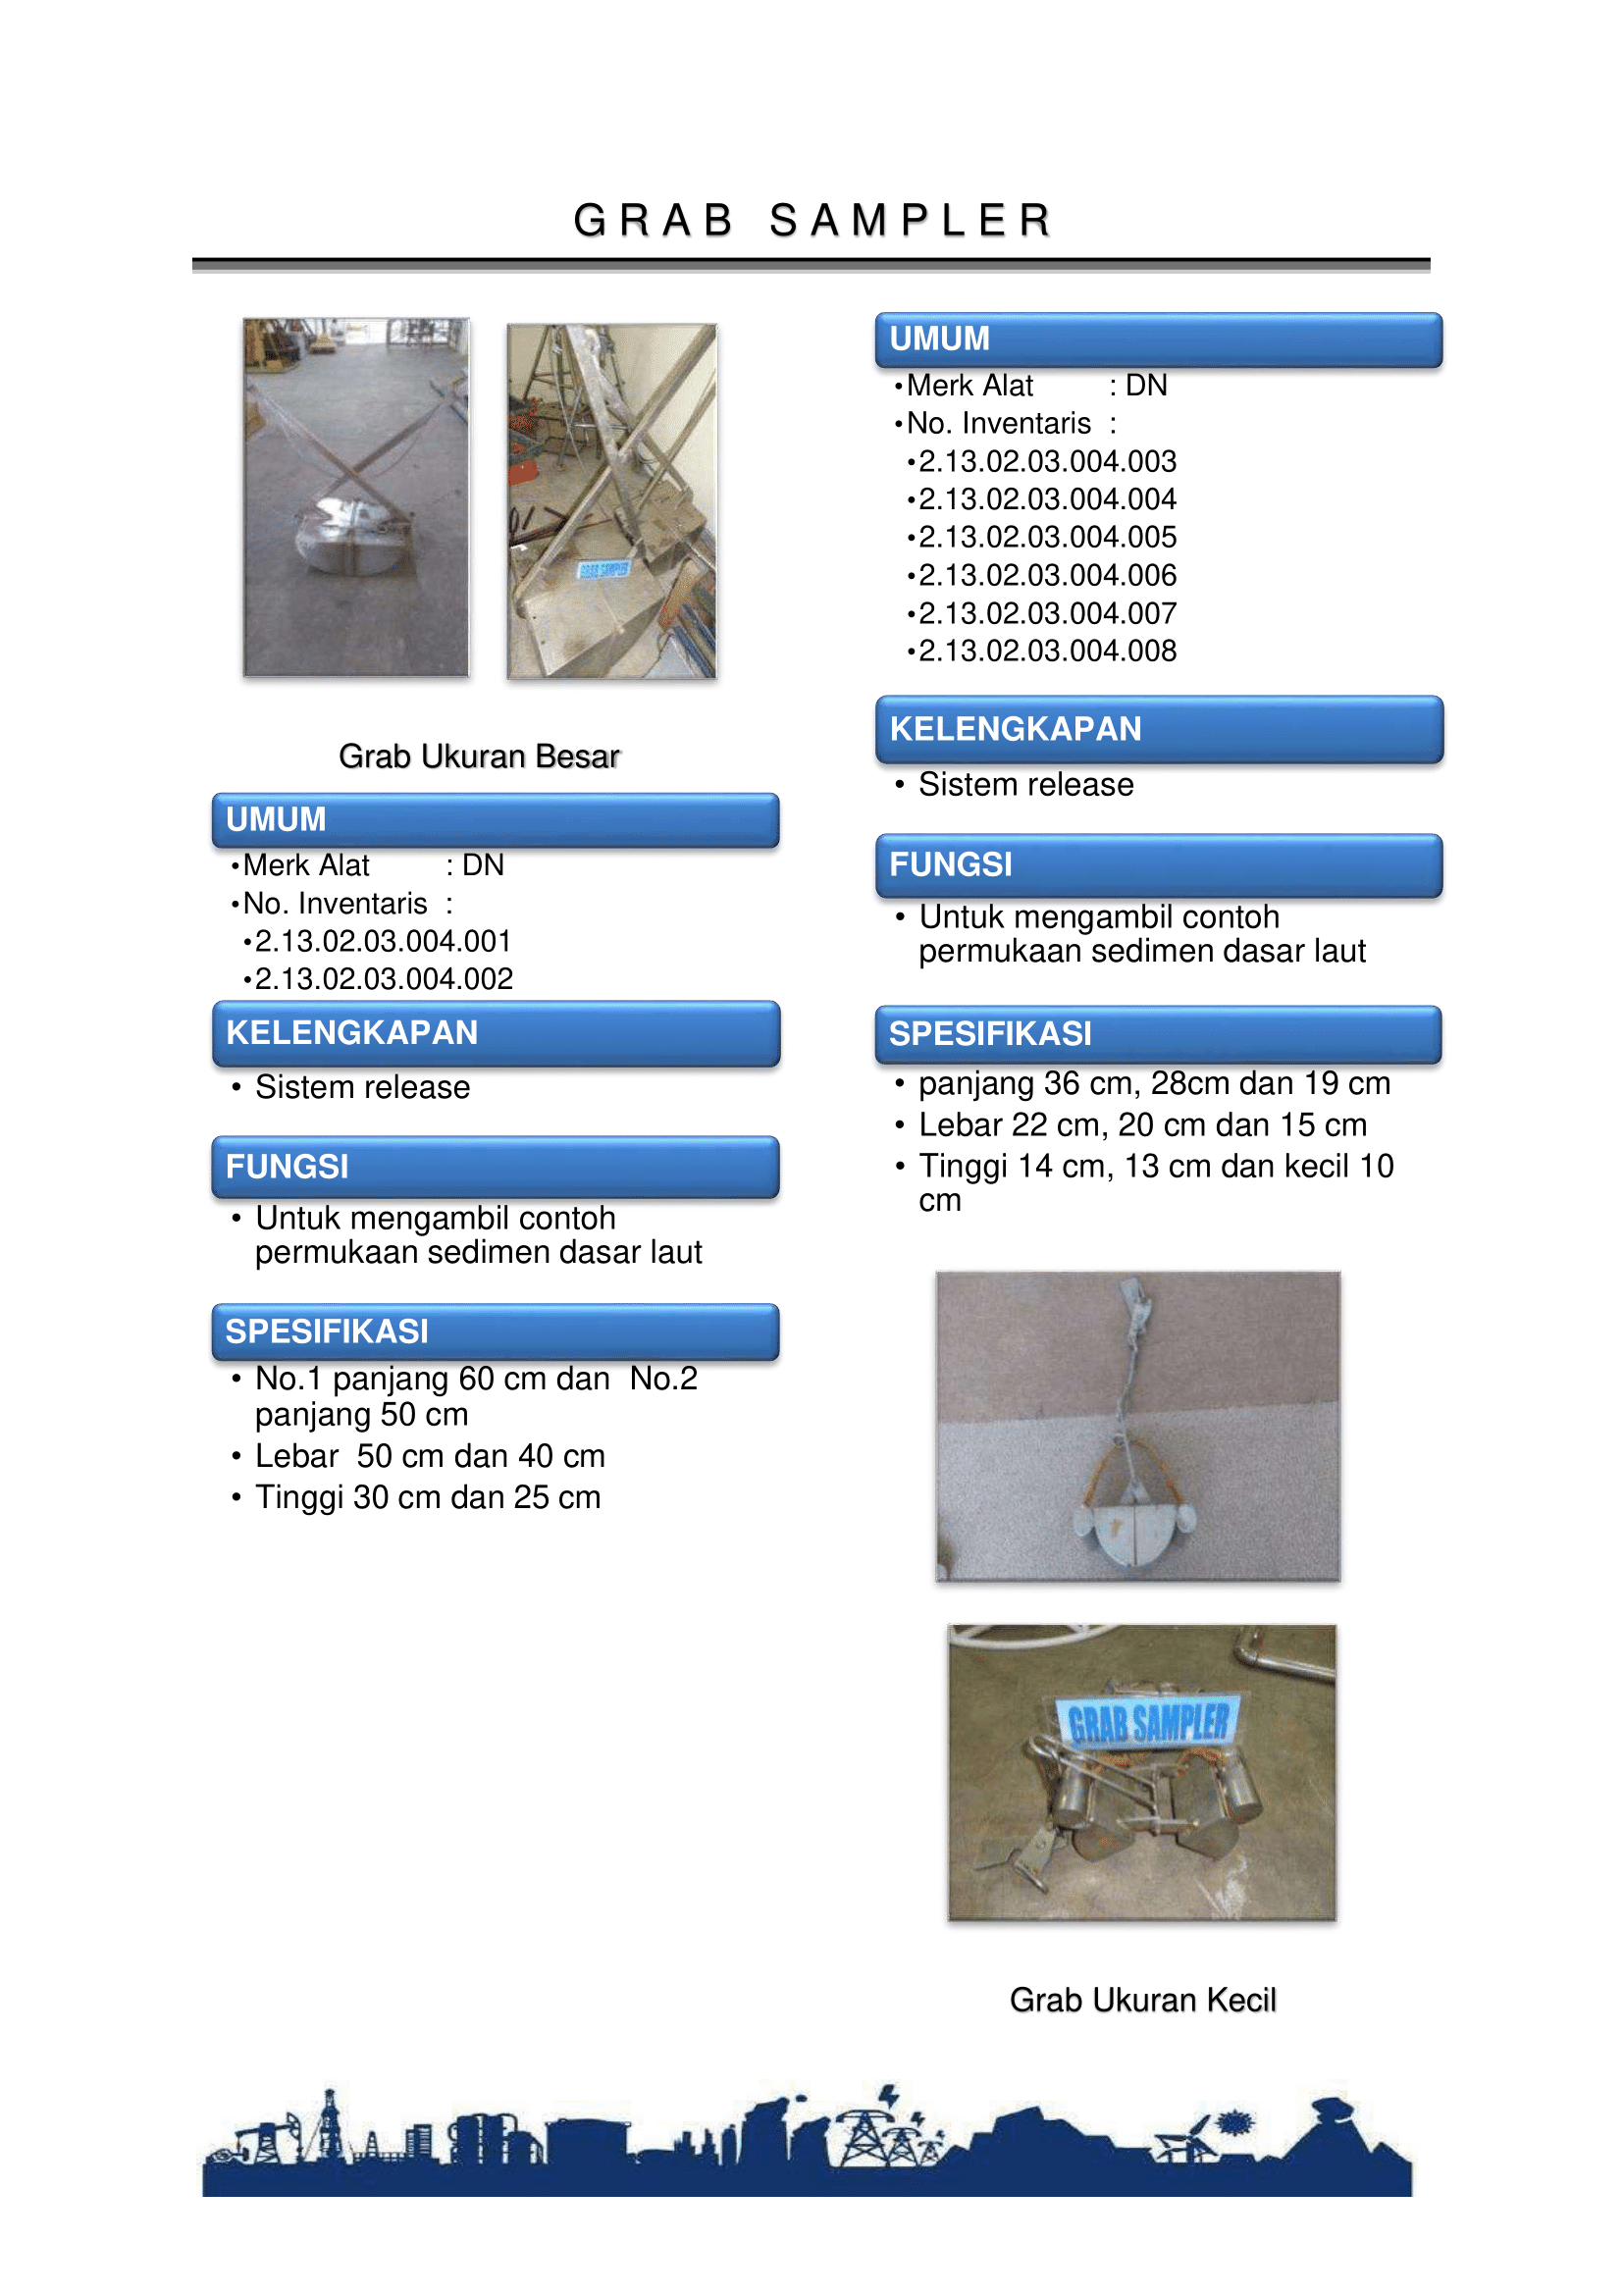 GRAB SAMPLER
GRAB SAMPLER
Grab Ukuran Besar
UMUM
•Merk Alat : DN
•No. Inventaris :
•2.13.02.03.004.001
•2.13.02.03.004.002
KELENGKAPAN
• Sistem release
FUNGSI
• Untuk mengambil contoh
permukaan sedimen dasar laut
SPESIFIKASI
• No.1 panjang 60 cm dan No.2
panjang 50 cm
• Lebar 50 cm dan 40 cm
• Tinggi 30 cm dan 25 cm
UMUM
•Merk Alat : DN
•No. Inventaris :
•2.13.02.03.004.003
•2.13.02.03.004.004
•2.13.02.03.004.005
•2.13.02.03.004.006
•2.13.02.03.004.007
•2.13.02.03.004.008
KELENGKAPAN
• Sistem release
FUNGSI
• Untuk mengambil contoh
permukaan sedimen dasar laut
SPESIFIKASI
• panjang 36 cm, 28cm dan 19 cm
• Lebar 22 cm, 20 cm dan 15 cm
• Tinggi 14 cm, 13 cm dan kecil 10
cm
GRAB SAMPLER
Grab Ukuran Kecil